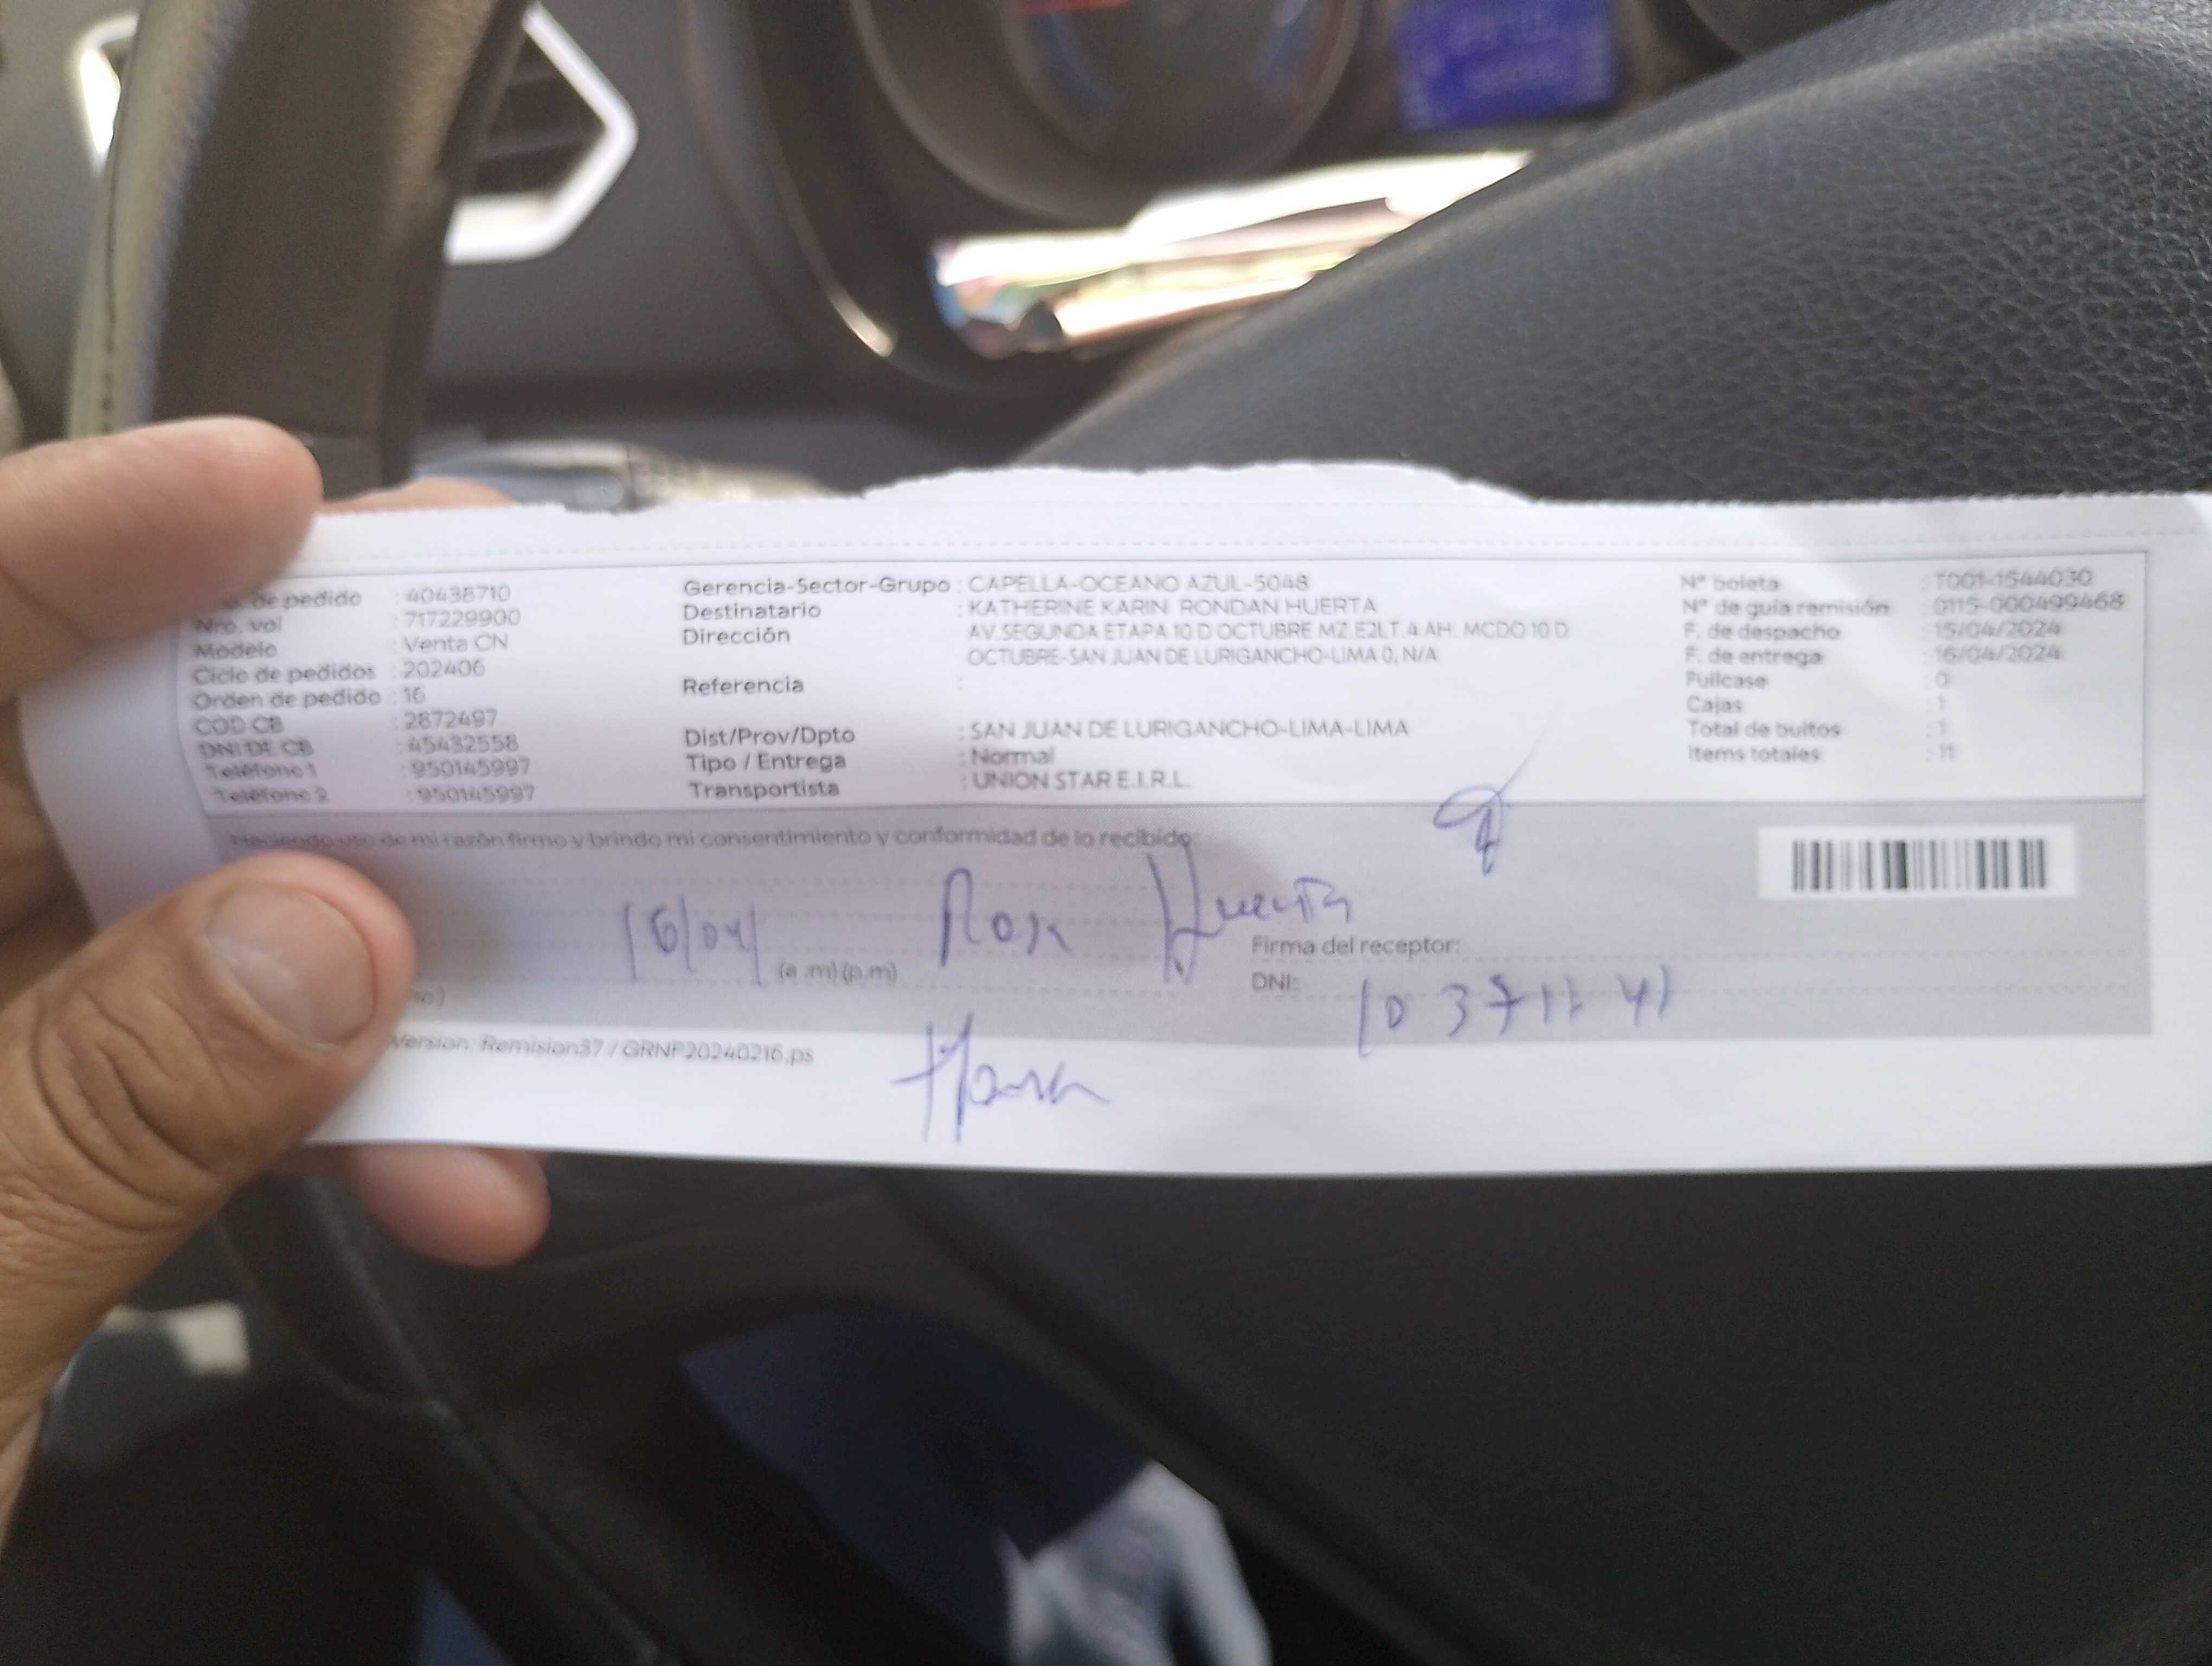 de pedido : 40438710
Nro. vol : 717229900
Modelo : Venta CN
Ciclo de pedidos : 202406
Orden de pedido : 16
COD CB : 2872497
DNI DE CB : 45432558
Teléfono 1 : 950145997
Teléfono 2 : 950145997
Gerencia-Sector-Grupo : CAPELLA-OCEANO AZUL-5048
Destinatario : KATHERINE KARIN RONDAN HUERTA
Dirección AV.SEGUNDA ETAPA 10 D OCTUBRE MZ.E2LT.4 AH. MCDO 10 D
OCTUBRE-SAN JUAN DE LURIGANCHO-LIMA 0, N/A
Referencia :
Dist/Prov/Dpto : SAN JUAN DE LURIGANCHO-LIMA-LIMA
Tipo / Entrega : Normal
Transportista : UNION STAR E.I.R.L.
N° boleta : T001-1544030
N° de guía remisión : 0115-000499468
F. de despacho : 15/04/2024
F. de entrega : 16/04/2024
Fullcase : 0
Cajas : 1
Total de bultos : 1
Items totales : 11
Haciendo uso de mi razón firmo y brindo mi consentimiento y conformidad de lo recibido:
16/04/ (a .m) (p.m)
Huerta
Firma del receptor:
DNI:
Version: Remision37 / GRNP20240216.ps